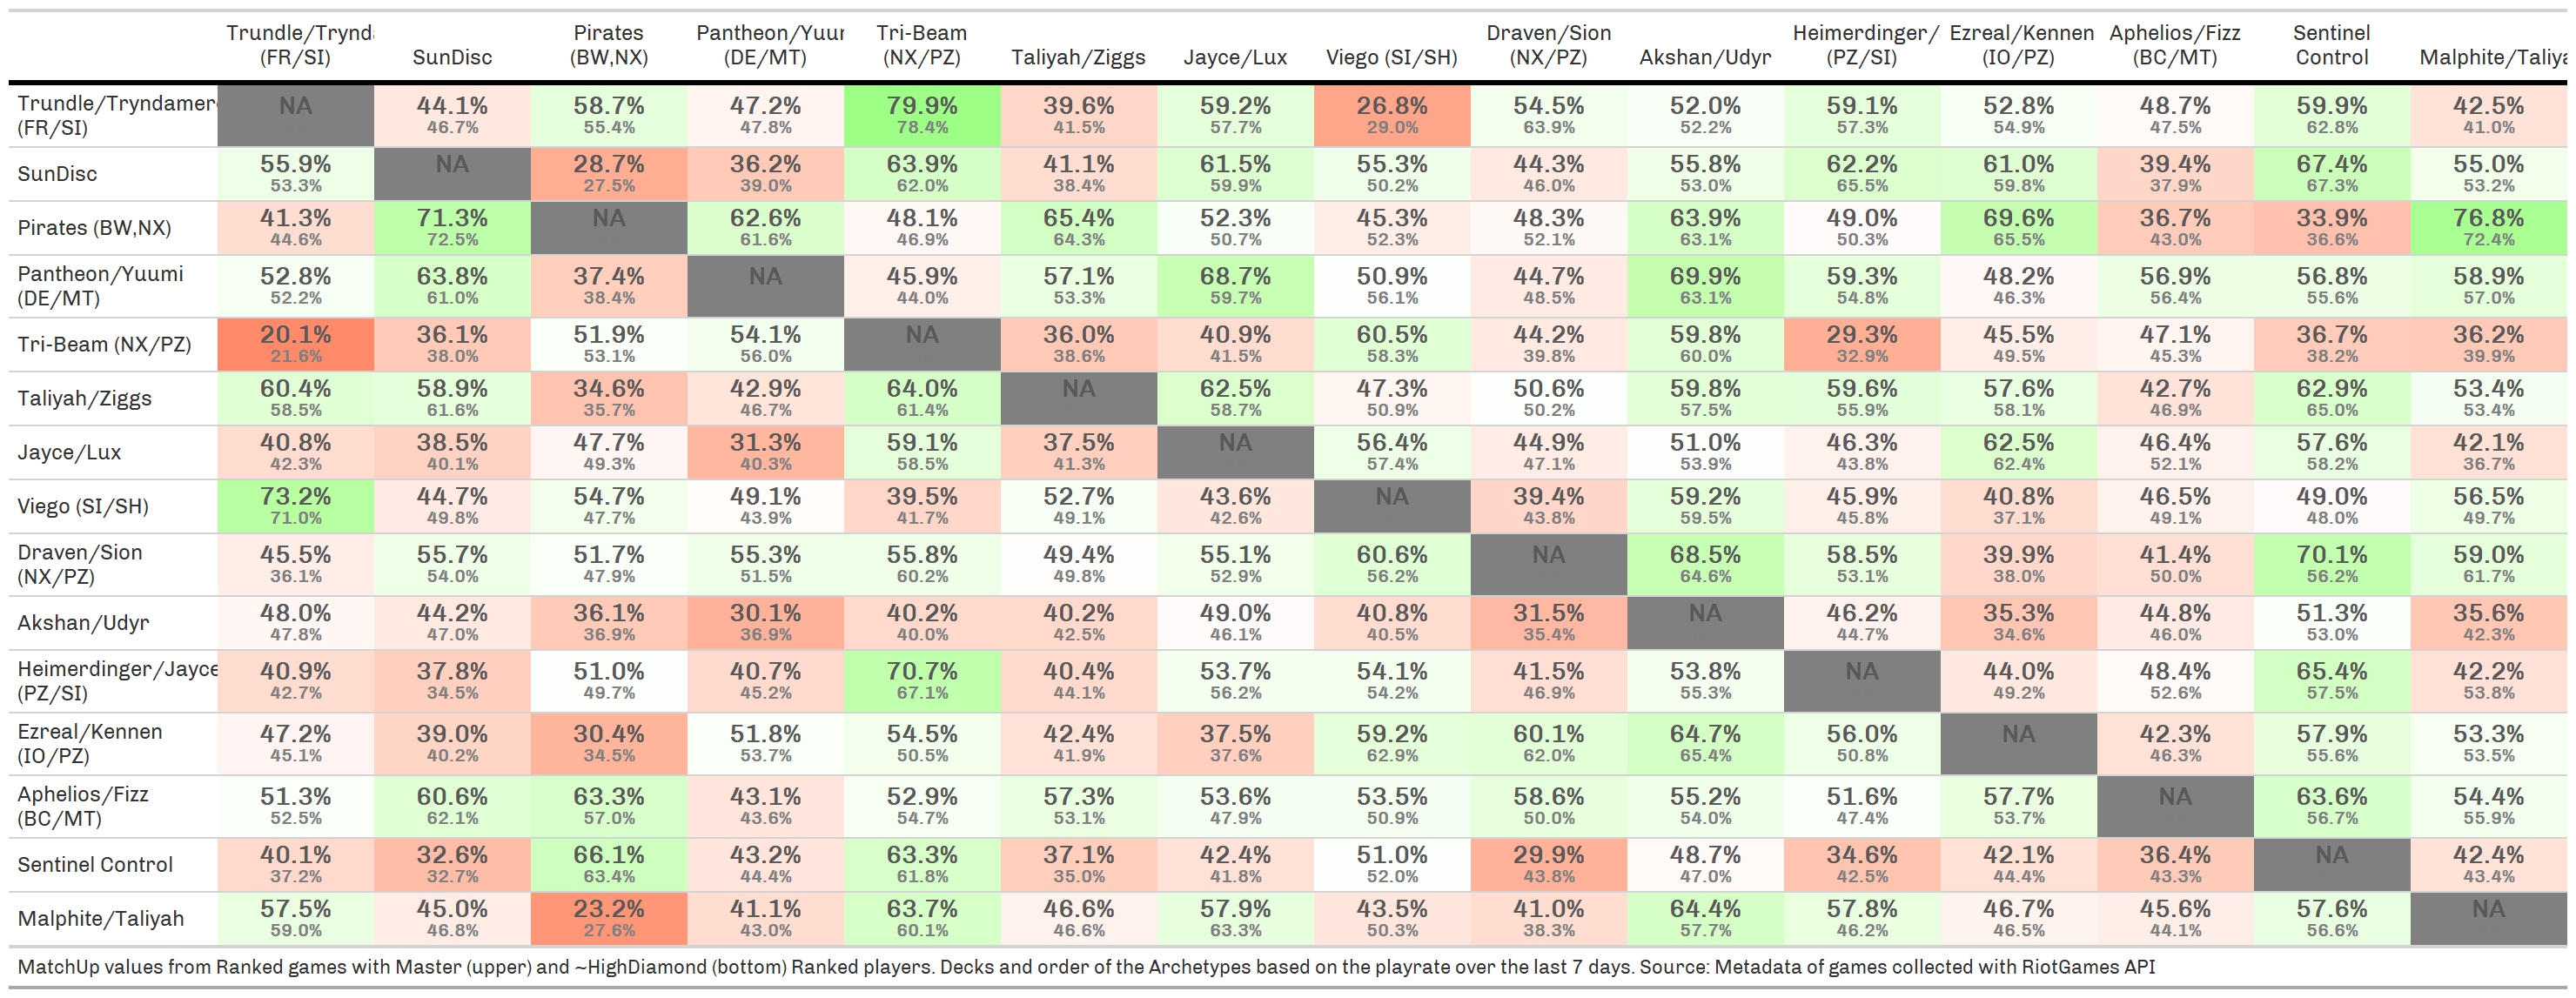 Trundle/Trynda Pirates Pantheon/Yuur Tri-Beam Draven/Sion Heimerdinger/ Ezreal/Kennen Aphelios/Fizz Sentinel
(FR/SI) SunDisc (BW,NX) (DE/MT) (NX/PZ) Taliyah/Ziggs Jayce/Lux Viego (SI/SH) (NX/PZ) Akshan/Udyr (PZ/SI) (IO/PZ) (BC/MT) Control Malphite/Taliya
Trundle/Tryndamere NA 44.1% 58.7% 47.2% 79.9% 39.6% 59.2% 26.8% 54.5% 52.0% 59.1% 52.8% 48.7% 59.9% 42.5%
(FR/SI) 46.7% 55.4% 47.8% 78.4% 41.5% 57.7% 29.0% 63.9% 52.2% 57.3% 54.9% 47.5% 62.8% 41.0%
SunDisc 55.9% NA 28.7% 36.2% 63.9% 41.1% 61.5% 55.3% 44.3% 55.8% 62.2% 61.0% 39.4% 67.4% 55.0%
53.3% 27.5% 39.0% 62.0% 38.4% 59.9% 50.2% 46.0% 53.0% 65.5% 59.8% 37.9% 67.3% 53.2%
Pirates (BW,NX) 41.3% 71.3% NA 62.6% 48.1% 65.4% 52.3% 45.3% 48.3% 63.9% 49.0% 69.6% 36.7% 33.9% 76.8%
44.6% 72.5% 61.6% 46.9% 64.3% 50.7% 52.3% 52.1% 63.1% 50.3% 65.5% 43.0% 36.6% 72.4%
Pantheon/Yuumi 52.8% 63.8% 37.4% NA 45.9% 57.1% 68.7% 50.9% 44.7% 69.9% 59.3% 48.2% 56.9% 56.8% 58.9%
(DE/MT) 52.2% 61.0% 38.4% 44.0% 53.3% 59.7% 56.1% 48.5% 63.1% 54.8% 46.3% 56.4% 55.6% 57.0%
Tri-Beam (NX/PZ) 20.1% 36.1% 51.9% 54.1% NA 36.0% 40.9% 60.5% 44.2% 59.8% 29.3% 45.5% 47.1% 36.7% 36.2%
21.6% 38.0% 53.1% 56.0% 38.6% 41.5% 58.3% 39.8% 60.0% 32.9% 49.5% 45.3% 38.2% 39.9%
Taliyah/Ziggs 60.4% 58.9% 34.6% 42.9% 64.0% NA 62.5% 47.3% 50.6% 59.8% 59.6% 57.6% 42.7% 62.9% 53.4%
58.5% 61.6% 35.7% 46.7% 61.4% 58.7% 50.9% 50.2% 57.5% 55.9% 58.1% 46.9% 65.0% 53.4%
Jayce/Lux 40.8% 38.5% 47.7% 31.3% 59.1% 37.5% NA 56.4% 44.9% 51.0% 46.3% 62.5% 46.4% 57.6% 42.1%
42.3% 40.1% 49.3% 40.3% 58.5% 41.3% 57.4% 47.1% 53.9% 43.8% 62.4% 52.1% 58.2% 36.7%
Viego (SI/SH) 73.2% 44.7% 54.7% 49.1% 39.5% 52.7% 43.6% NA 39.4% 59.2% 45.9% 40.8% 46.5% 49.0% 56.5%
71.0% 49.8% 47.7% 43.9% 41.7% 49.1% 42.6% 43.8% 59.5% 45.8% 37.1% 49.1% 48.0% 49.7%
Draven/Sion 45.5% 55.7% 51.7% 55.3% 55.8% 49.4% 55.1% 60.6% NA 68.5% 58.5% 39.9% 41.4% 70.1% 59.0%
(NX/PZ) 36.1% 54.0% 47.9% 51.5% 60.2% 49.8% 52.9% 56.2% 64.6% 53.1% 38.0% 50.0% 56.2% 61.7%
Akshan/Udyr 48.0% 44.2% 36.1% 30.1% 40.2% 40.2% 49.0% 40.8% 31.5% NA 46.2% 35.3% 44.8% 51.3% 35.6%
47.8% 47.0% 36.9% 36.9% 40.0% 42.5% 46.1% 40.5% 35.4% 44.7% 34.6% 46.0% 53.0% 42.3%
Heimerdinger/Jayce 40.9% 37.8% 51.0% 40.7% 70.7% 40.4% 53.7% 54.1% 41.5% 53.8% NA 44.0% 48.4% 65.4% 42.2%
(PZ/SI) 42.7% 34.5% 49.7% 45.2% 67.1% 44.1% 56.2% 54.2% 46.9% 55.3% 49.2% 52.6% 57.5% 53.8%
Ezreal/Kennen 47.2% 39.0% 30.4% 51.8% 54.5% 42.4% 37.5% 59.2% 60.1% 64.7% 56.0% NA 42.3% 57.9% 53.3%
(IO/PZ) 45.1% 40.2% 34.5% 53.7% 50.5% 41.9% 37.6% 62.9% 62.0% 65.4% 50.8% 46.3% 55.6% 53.5%
Aphelios/Fizz 51.3% 60.6% 63.3% 43.1% 52.9% 57.3% 53.6% 53.5% 58.6% 55.2% 51.6% 57.7% NA 63.6% 54.4%
(BC/MT) 52.5% 62.1% 57.0% 43.6% 54.7% 53.1% 47.9% 50.9% 50.0% 54.0% 47.4% 53.7% 56.7% 55.9%
Sentinel Control 40.1% 32.6% 66.1% 43.2% 63.3% 37.1% 42.4% 51.0% 29.9% 48.7% 34.6% 42.1% 36.4% NA 42.4%
37.2% 32.7% 63.4% 44.4% 61.8% 35.0% 41.8% 52.0% 43.8% 47.0% 42.5% 44.4% 43.3% 43.4%
Malphite/Taliyah 57.5% 45.0% 23.2% 41.1% 63.7% 46.6% 57.9% 43.5% 41.0% 64.4% 57.8% 46.7% 45.6% 57.6% NA
59.0% 46.8% 27.6% 43.0% 60.1% 46.6% 63.3% 50.3% 38.3% 57.7% 46.2% 46.5% 44.1% 56.6%
MatchUp values from Ranked games with Master (upper) and ~HighDiamond (bottom) Ranked players. Decks and order of the Archetypes based on the playrate over the last 7 days. Source: Metadata of games collected with RiotGames API